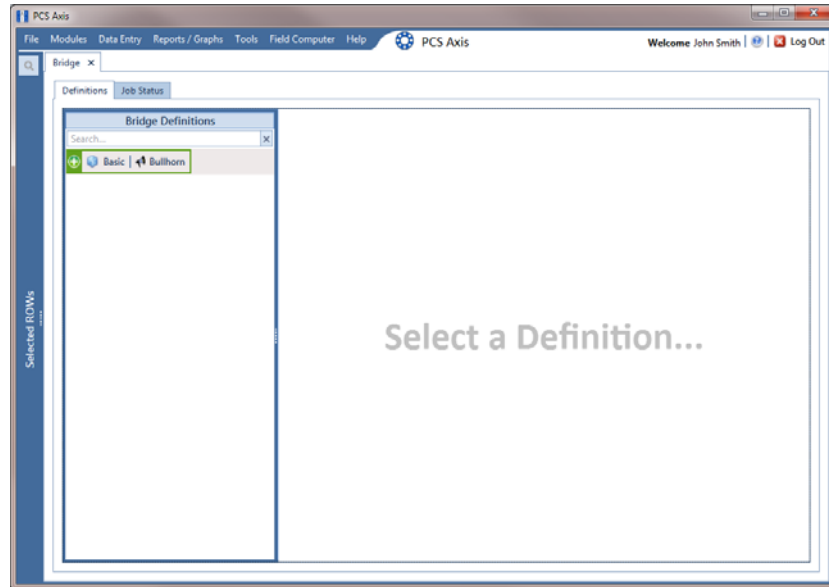 PCS Axis
File Modules Data Entry Reports / Graphs Tools Field Computer Help PCS Axis Welcome John Smith | ? | X Log Out
Bridge ×
Definitions Job Status
Bridge Definitions
Search... x
Basic | Bullhorn
Selected ROWs
Select a Definition...